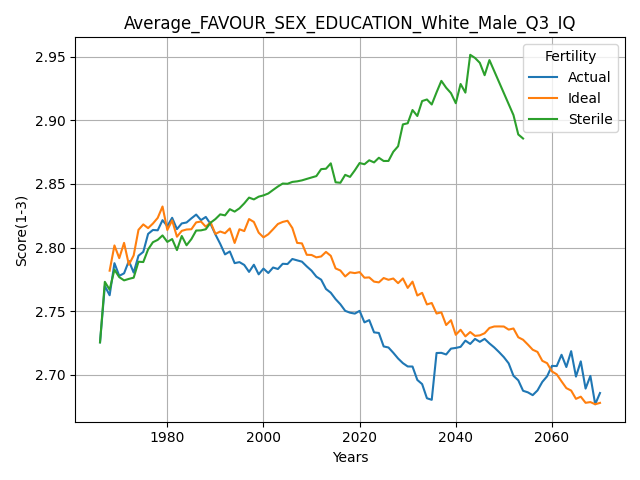 Average_FAVOUR_SEX_EDUCATION_White_Male_Q3_IQ
Fertility
Actual
Ideal
Sterile
Score(1-3)
2.95
2.90
2.85
2.80
2.75
2.70
1980
2000
2020
2040
2060
Years